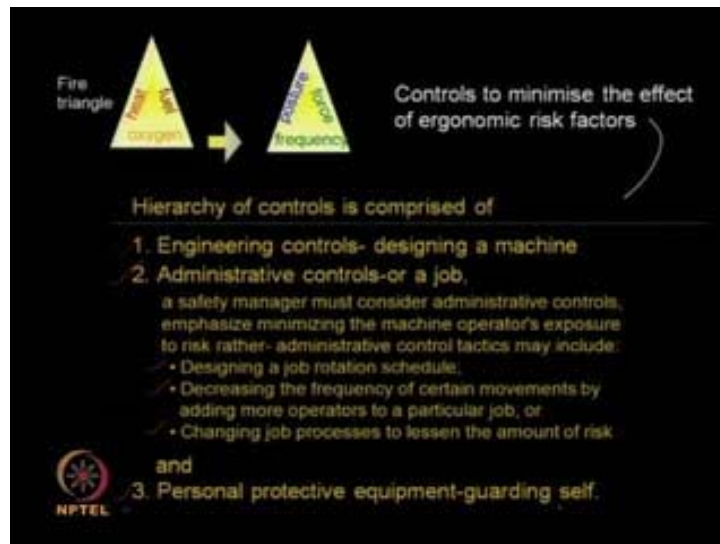 Fire
triangle
heat
fuel
oxygen
posture
force
frequency
Controls to minimise the effect
of ergonomic risk factors
Hierarchy of controls is comprised of
1. Engineering controls- designing a machine
2. Administrative controls-or a job,
a safety manager must consider administrative controls,
emphasize minimizing the machine operator's exposure
to risk rather- administrative control tactics may include:
• Designing a job rotation schedule;
• Decreasing the frequency of certain movements by
adding more operators to a particular job, or
• Changing job processes to lessen the amount of risk
and
3. Personal protective equipment-guarding self.
NPTEL